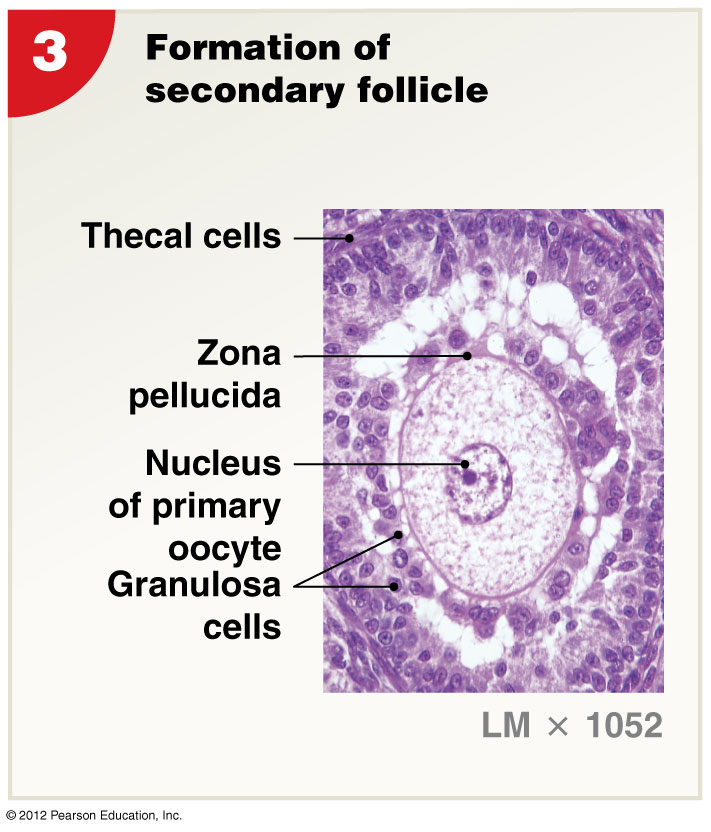 3
Formation of
secondary follicle
Thecal cells
Zona
pellucida
Nucleus
of primary
oocyte
Granulosa
cells
LM × 1052
© 2012 Pearson Education, Inc.